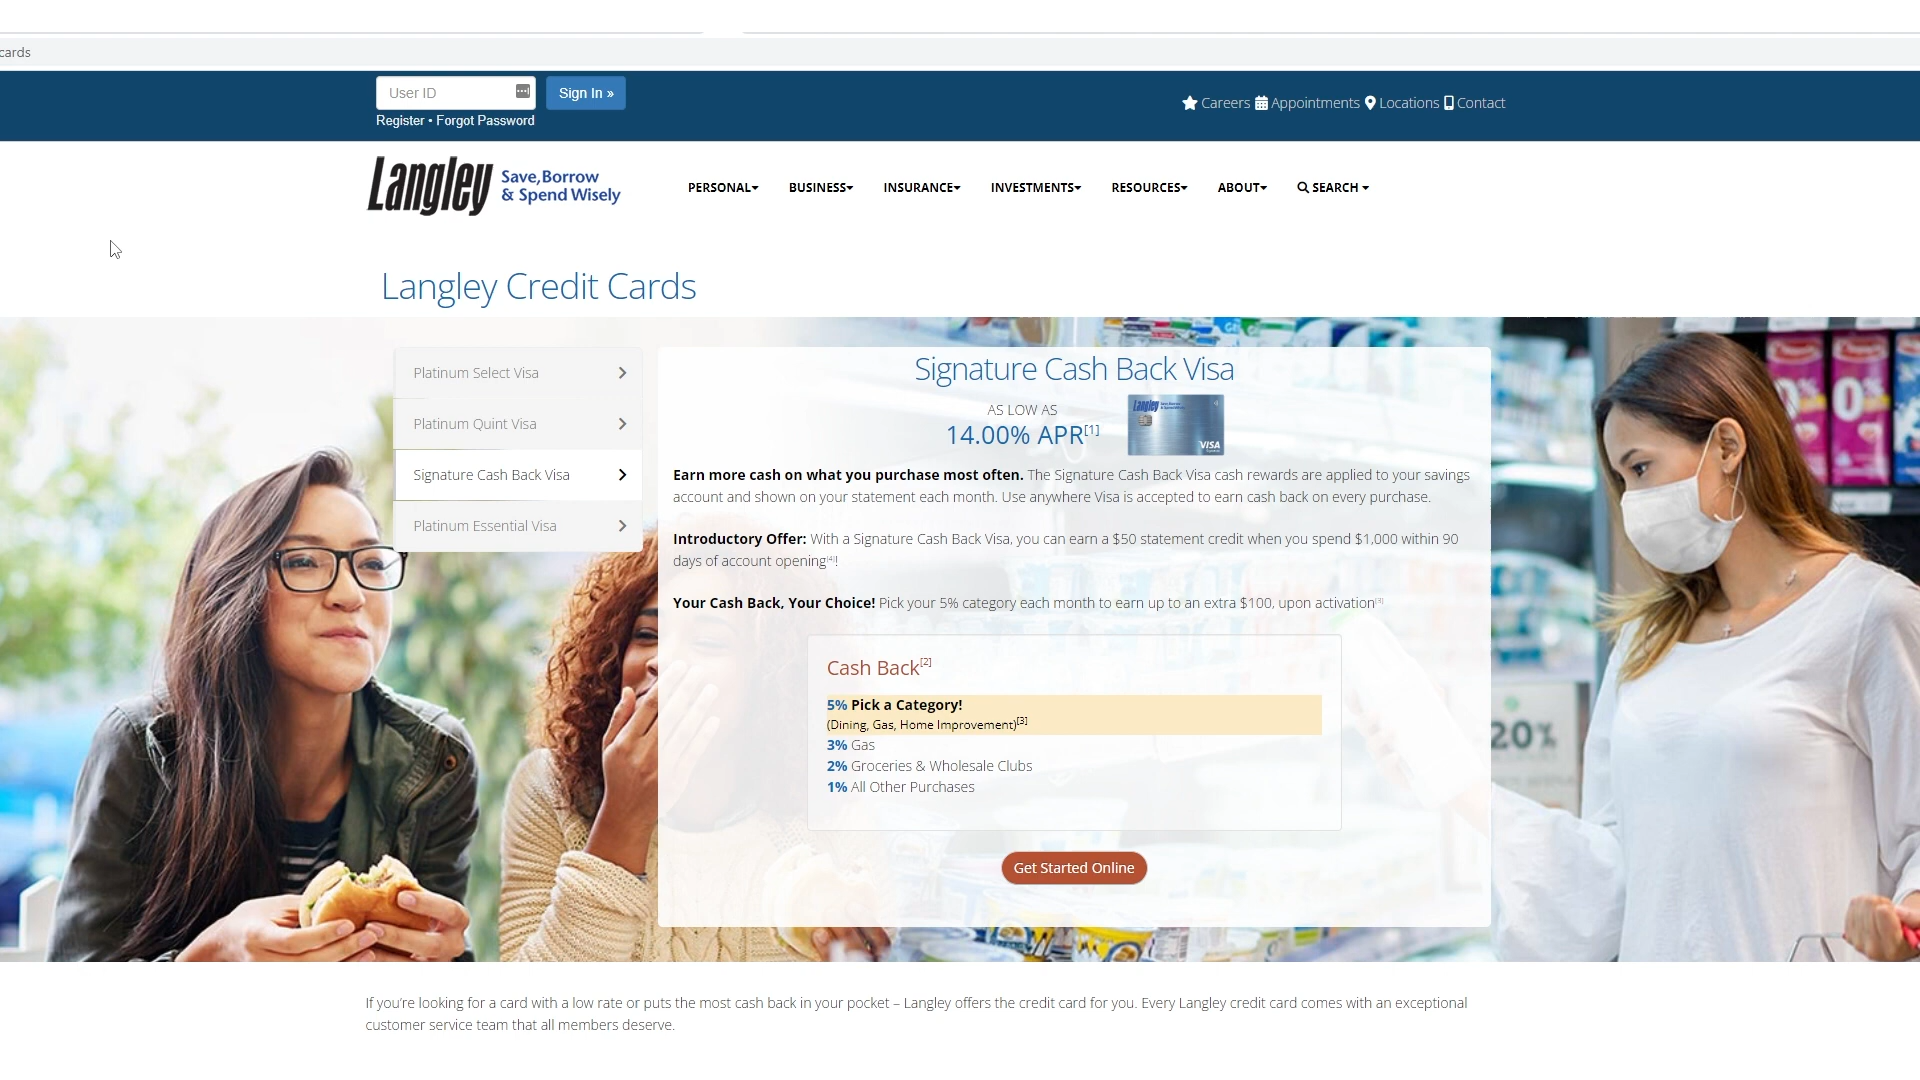 cards
User ID
Sign In »
Register • Forgot Password
Careers Appointments Locations Contact
Langley Save, Borrow & Spend Wisely
PERSONAL BUSINESS INSURANCE INVESTMENTS RESOURCES ABOUT SEARCH
Langley Credit Cards
Platinum Select Visa
Platinum Quint Visa
Signature Cash Back Visa
Platinum Essential Visa
Signature Cash Back Visa
AS LOW AS
14.00% APR[1]
Langley
VISA
Earn more cash on what you purchase most often. The Signature Cash Back Visa cash rewards are applied to your savings
account and shown on your statement each month. Use anywhere Visa is accepted to earn cash back on every purchase.
Introductory Offer: With a Signature Cash Back Visa, you can earn a $50 statement credit when you spend $1,000 within 90
days of account opening[4]!
Your Cash Back, Your Choice! Pick your 5% category each month to earn up to an extra $100, upon activation[3]
Cash Back[2]
5% Pick a Category!
(Dining, Gas, Home Improvement)[3]
3% Gas
2% Groceries & Wholesale Clubs
1% All Other Purchases
Get Started Online
20%
If you're looking for a card with a low rate or puts the most cash back in your pocket – Langley offers the credit card for you. Every Langley credit card comes with an exceptional
customer service team that all members deserve.